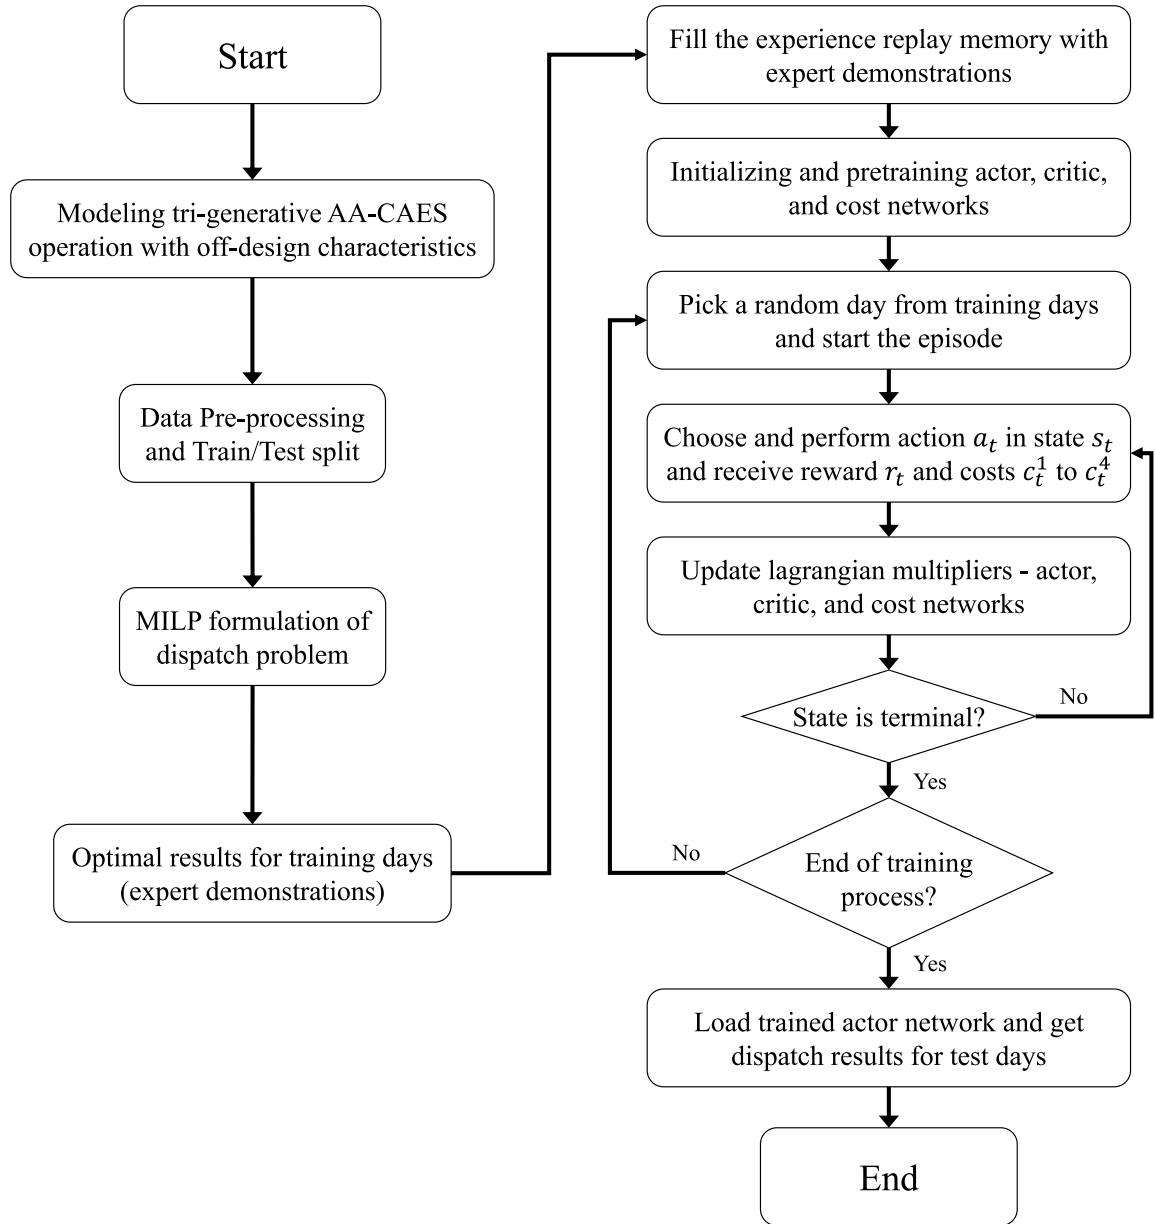 Start
Modeling tri-generative AA-CAES
operation with off-design characteristics
Data Pre-processing
and Train/Test split
MILP formulation of
dispatch problem
Optimal results for training days
(expert demonstrations)
Fill the experience replay memory with
expert demonstrations
Initializing and pretraining actor, critic,
and cost networks
Pick a random day from training days
and start the episode
Choose and perform action $a_t$ in state $s_t$
and receive reward $r_t$ and costs $c_t^1$ to $c_t^4$
Update lagrangian multipliers - actor,
critic, and cost networks
State is terminal?
No
Yes
End of training
process?
No
Yes
Load trained actor network and get
dispatch results for test days
End